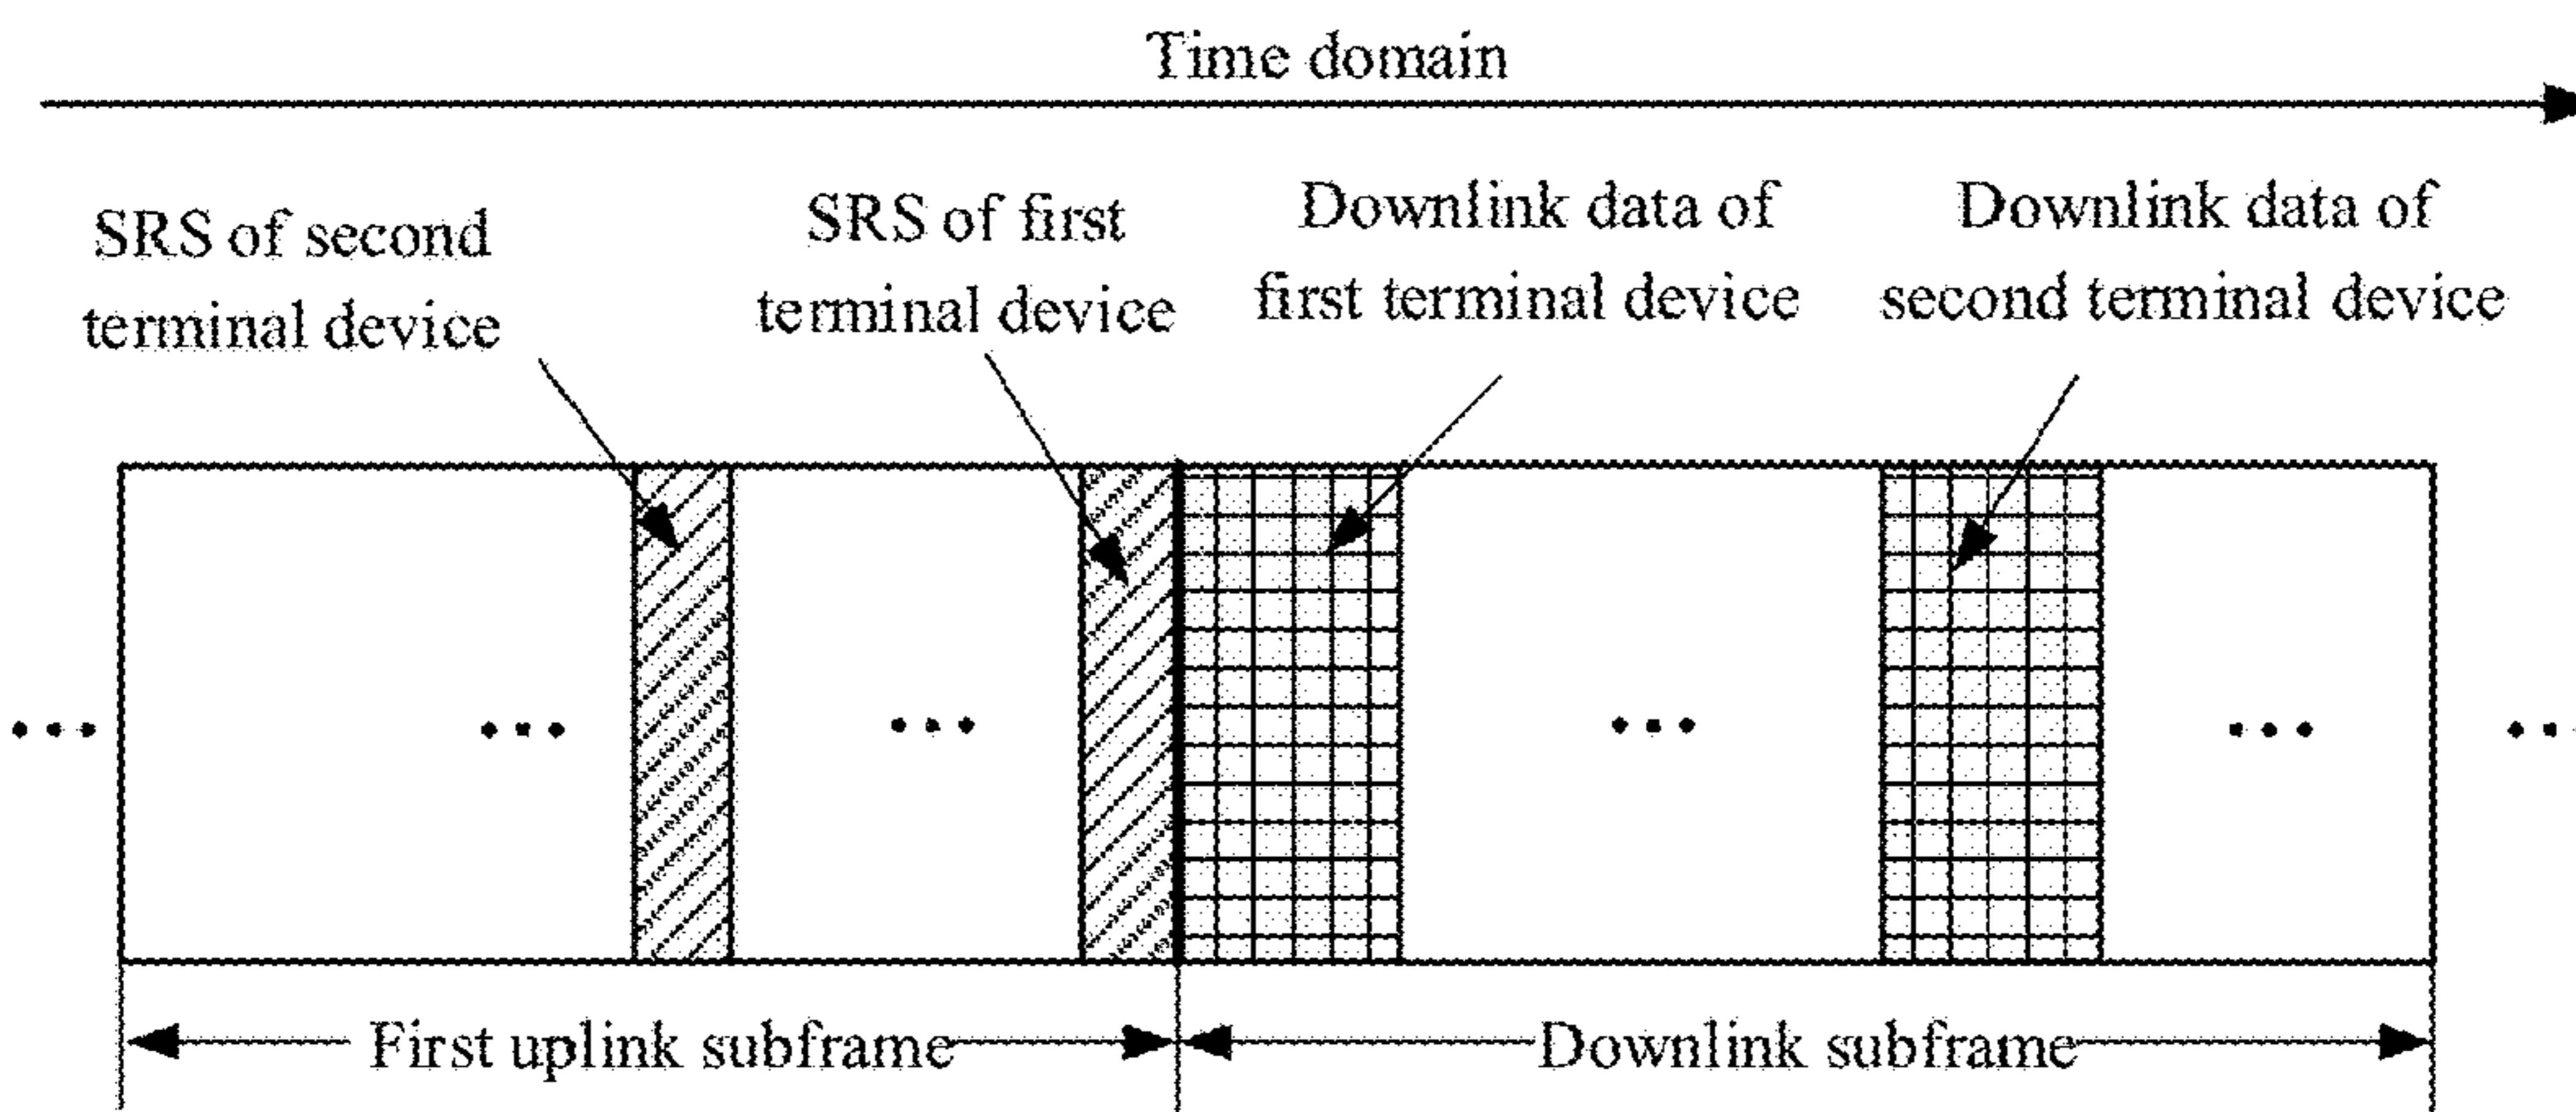 Time domain
SRS of second
terminal device
SRS of first
terminal device
Downlink data of
first terminal device
Downlink data of
second terminal device
...
...
...
...
...
...
First uplink subframe
Downlink subframe